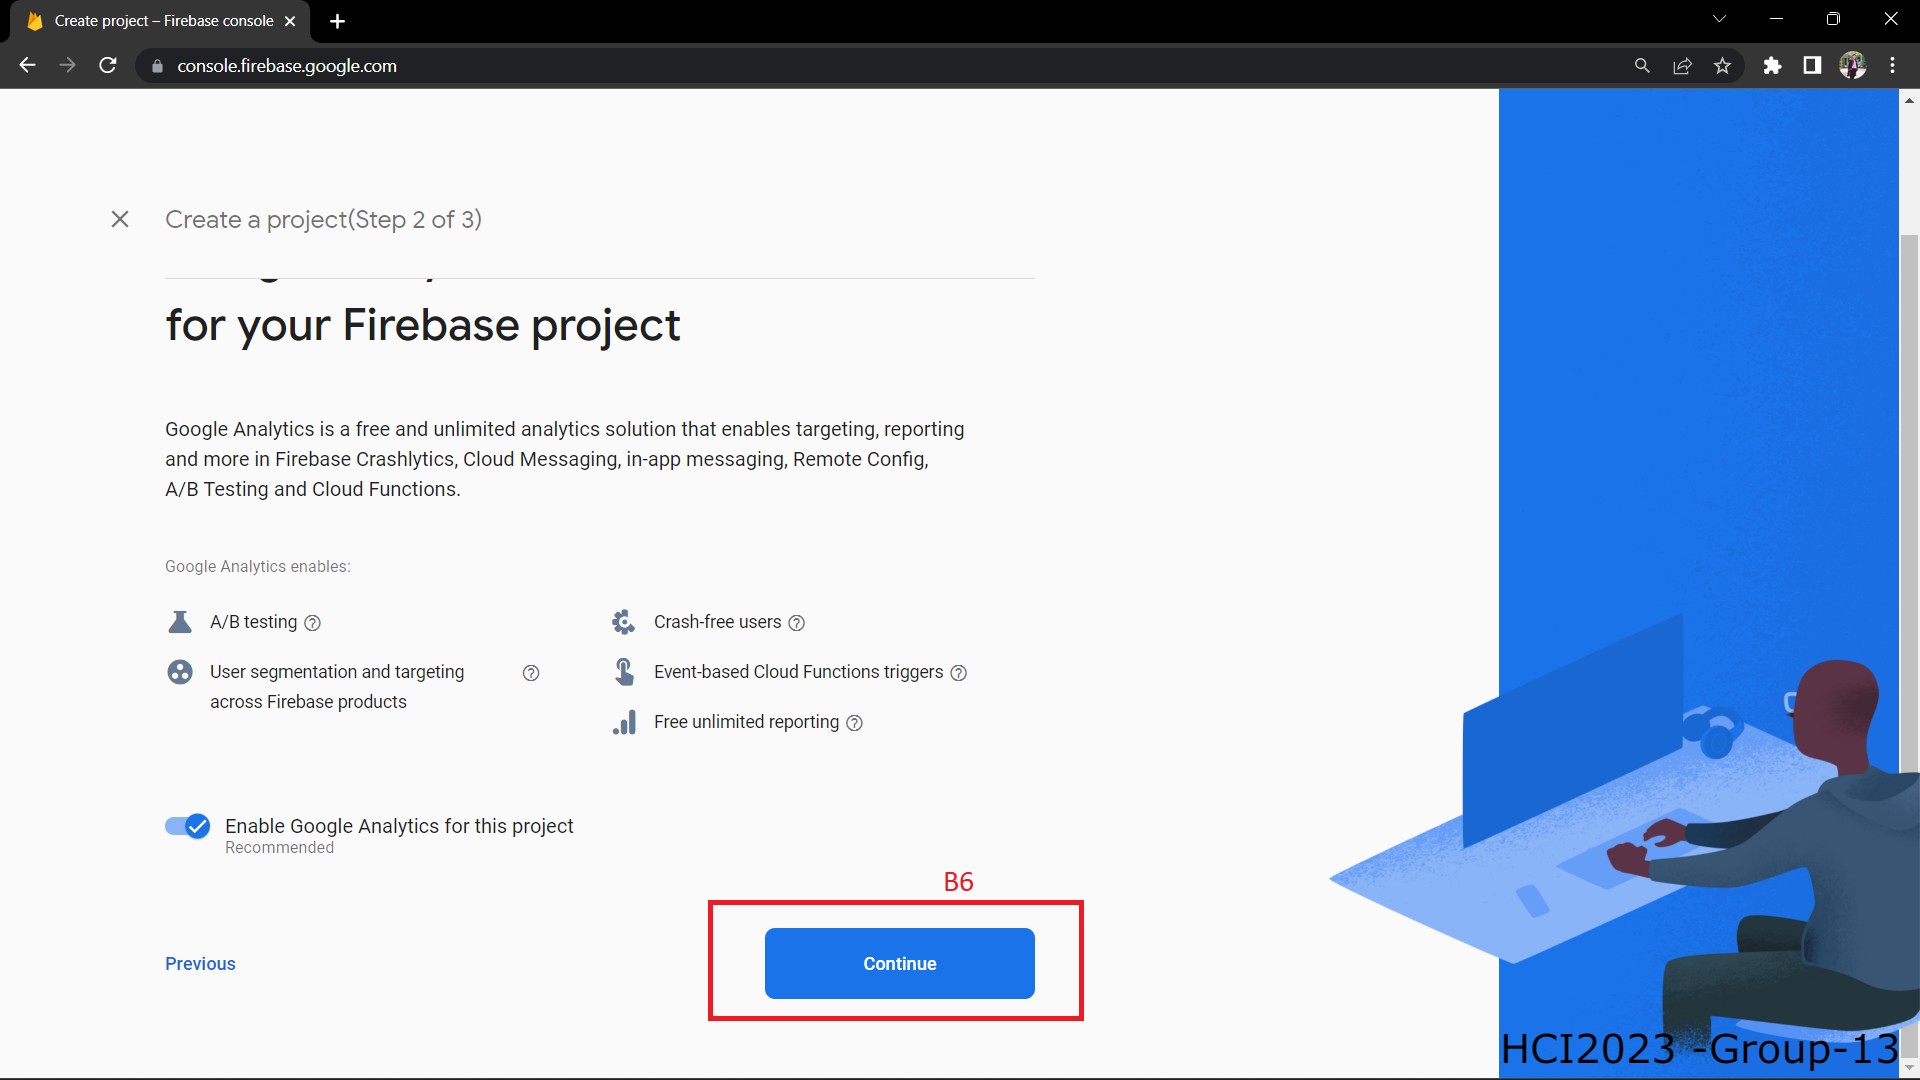 Create project – Firebase console
console.firebase.google.com
Create a project(Step 2 of 3)
for your Firebase project
Google Analytics is a free and unlimited analytics solution that enables targeting, reporting
and more in Firebase Crashlytics, Cloud Messaging, in-app messaging, Remote Config,
A/B Testing and Cloud Functions.
Google Analytics enables:
A/B testing
User segmentation and targeting
across Firebase products
Crash-free users
Event-based Cloud Functions triggers
Free unlimited reporting
Enable Google Analytics for this project
Recommended
B6
Previous
Continue
HCI2023 -Group-13